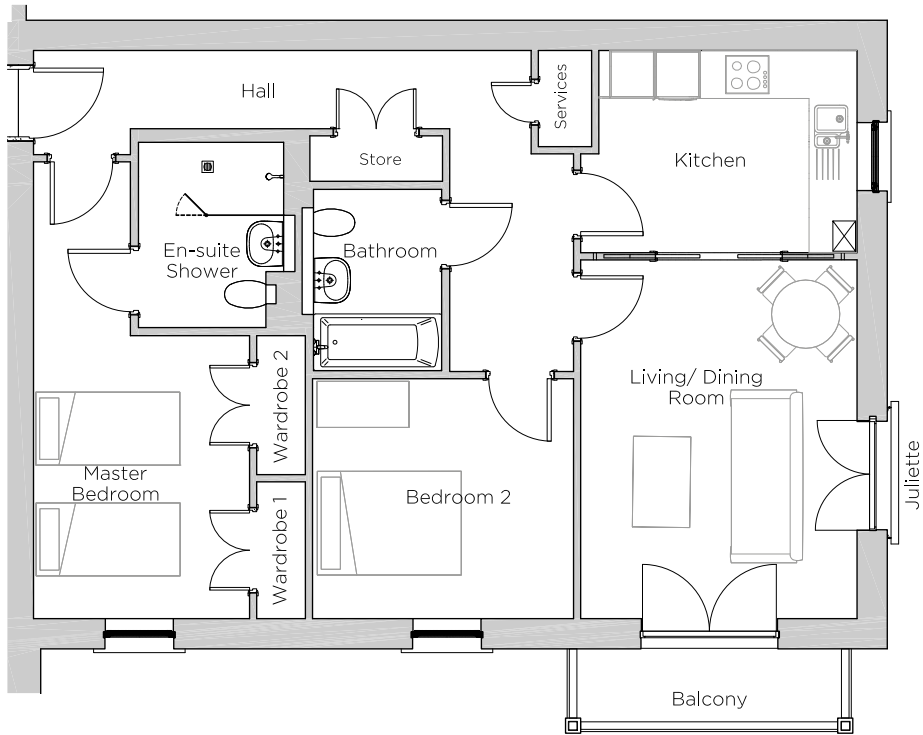 Hall
Services
Store
Kitchen
En-suite
Shower
Bathroom
Wardrobe 2
Living/ Dining
Room
Master
Bedroom
Bedroom 2
Wardrobe 1
Juliette
Balcony